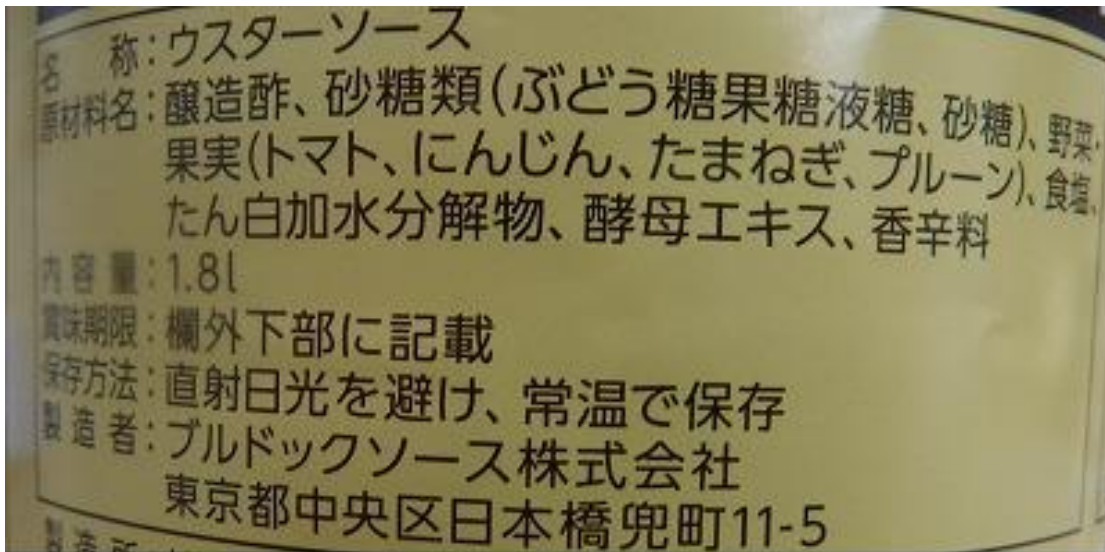 名称：ウスターソース
原材料名：醸造酢、砂糖類(ぶどう糖果糖液糖、砂糖)、野菜・
果実(トマト、にんじん、たまねぎ、プルーン)、食塩、
たん白加水分解物、酵母エキス、香辛料
内容量：1.8l
賞味期限：欄外下部に記載
保存方法：直射日光を避け、常温で保存
製造者：ブルドックソース株式会社
東京都中央区日本橋兜町11-5
製造所